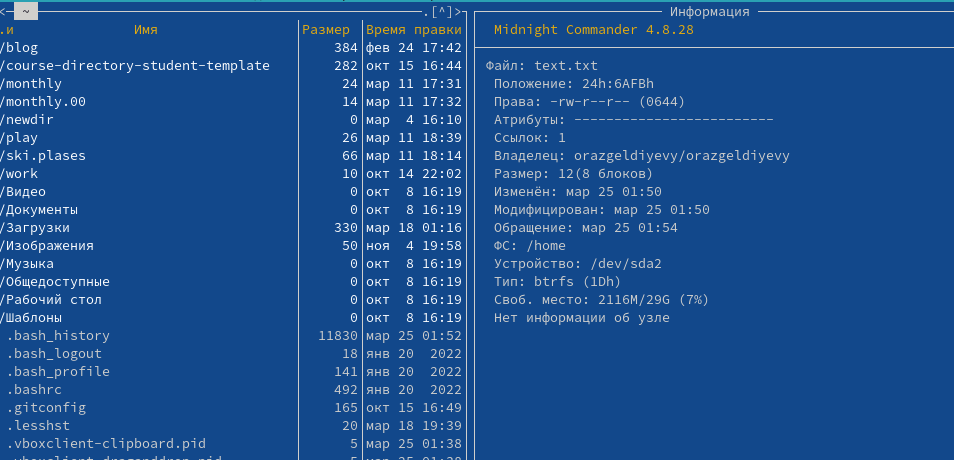 <- ~ .[^]>
.и Имя Размер Время правки
/blog 384 фев 24 17:42
/course-directory-student-template 282 окт 15 16:44
/monthly 24 мар 11 17:31
/monthly.00 14 мар 11 17:32
/newdir 0 мар 4 16:10
/play 26 мар 11 18:39
/ski.plases 66 мар 11 18:14
/work 10 окт 14 22:02
/Видео 0 окт 8 16:19
/Документы 0 окт 8 16:19
/Загрузки 330 мар 18 01:16
/Изображения 50 ноя 4 19:58
/Музыка 0 окт 8 16:19
/Общедоступные 0 окт 8 16:19
/Рабочий стол 0 окт 8 16:19
/Шаблоны 0 окт 8 16:19
.bash_history 11830 мар 25 01:52
.bash_logout 18 янв 20 2022
.bash_profile 141 янв 20 2022
.bashrc 492 янв 20 2022
.gitconfig 165 окт 15 16:49
.lesshst 20 мар 18 19:39
.vboxclient-clipboard.pid 5 мар 25 01:38
Информация
Midnight Commander 4.8.28
Файл: text.txt
Положение: 24h:6AFBh
Права: -rw-r--r-- (0644)
Атрибуты: -------------------------
Ссылок: 1
Владелец: orazgeldiyevy/orazgeldiyevy
Размер: 12(8 блоков)
Изменён: мар 25 01:50
Модифицирован: мар 25 01:50
Обращение: мар 25 01:54
ФС: /home
Устройство: /dev/sda2
Тип: btrfs (1Dh)
Своб. место: 2116M/29G (7%)
Нет информации об узле